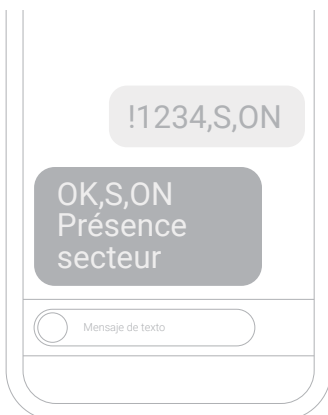 !1234,S,ON
OK,S,ON
Présence
secteur
Mensaje de texto